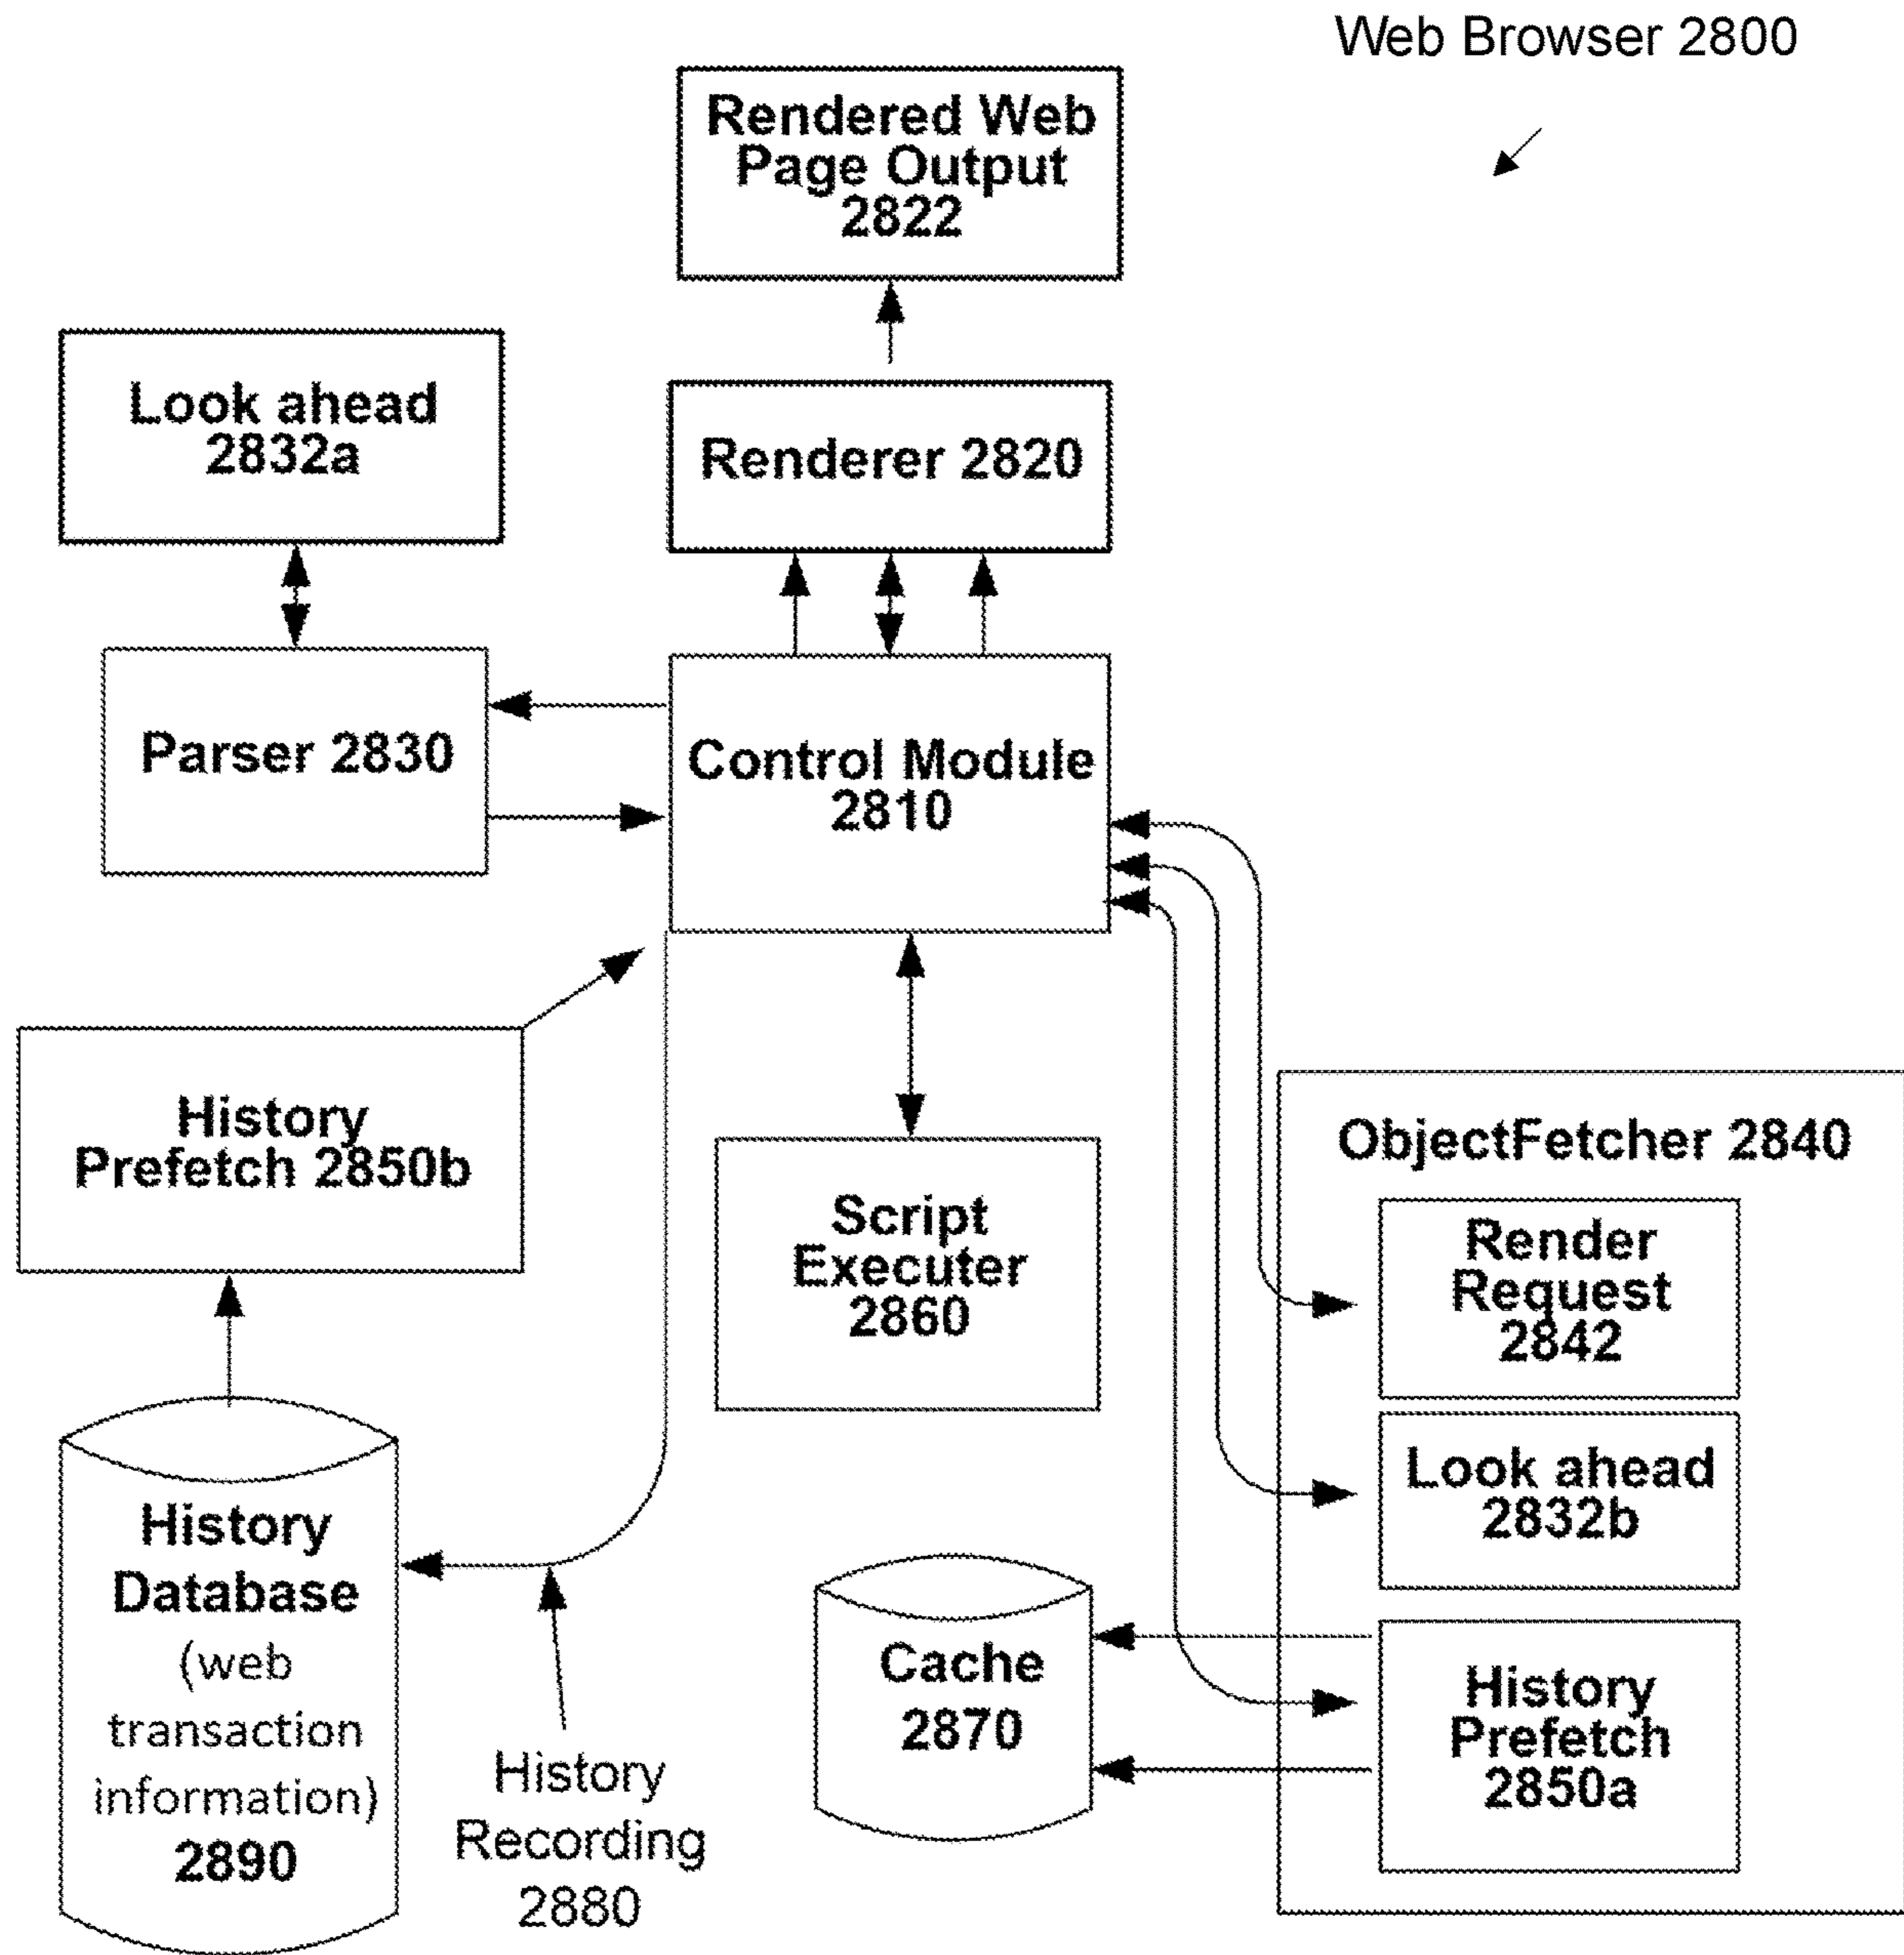 Web Browser 2800
Rendered Web
Page Output
2822
Look ahead
2832a
Renderer 2820
Parser 2830
Control Module
2810
History
Prefetch 2850b
Script
Executer
2860
ObjectFetcher 2840
Render
Request
2842
Look ahead
2832b
History
Prefetch
2850a
Cache
2870
History
Database
(web
transaction
information)
2890
History
Recording
2880